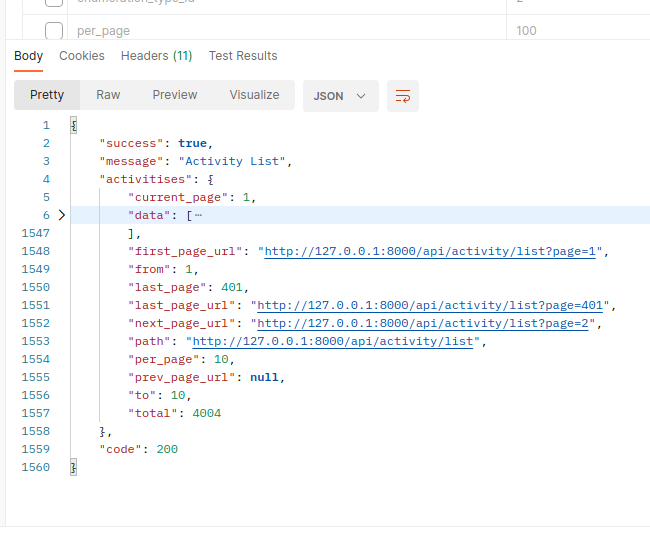 enumeration_type_id 2
per_page 100
Body Cookies Headers (11) Test Results
Pretty Raw Preview Visualize JSON
1 {
2 "success": true,
3 "message": "Activity List",
4 "activitises": {
5 "current_page": 1,
6 "data": [⋯
1547 ],
1548 "first_page_url": "http://127.0.0.1:8000/api/activity/list?page=1",
1549 "from": 1,
1550 "last_page": 401,
1551 "last_page_url": "http://127.0.0.1:8000/api/activity/list?page=401",
1552 "next_page_url": "http://127.0.0.1:8000/api/activity/list?page=2",
1553 "path": "http://127.0.0.1:8000/api/activity/list",
1554 "per_page": 10,
1555 "prev_page_url": null,
1556 "to": 10,
1557 "total": 4004
1558 },
1559 "code": 200
1560 }